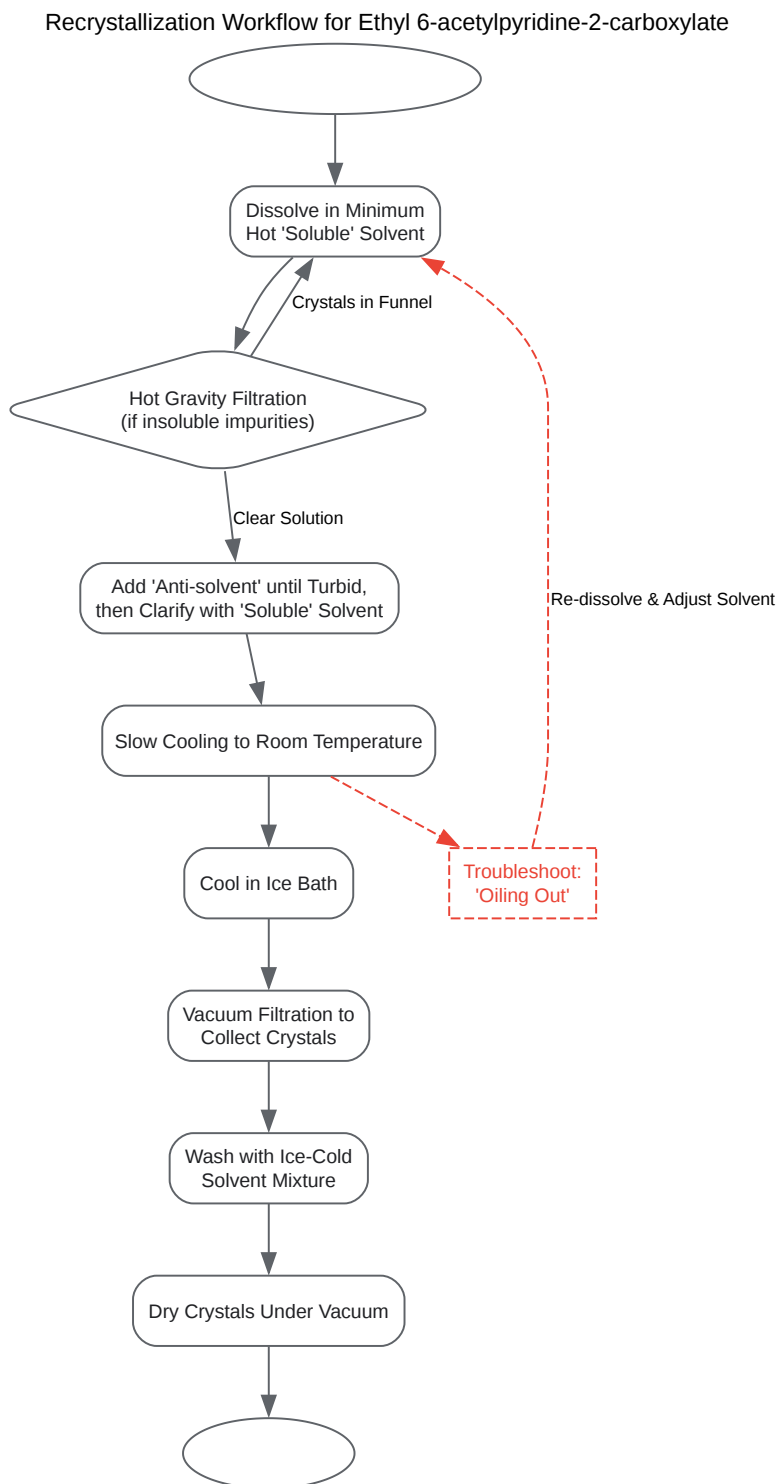 Recrystallization Workflow for Ethyl 6-acetylpyridine-2-carboxylate
Dissolve in Minimum
Hot 'Soluble' Solvent
Crystals in Funnel
Hot Gravity Filtration
(if insoluble impurities)
Clear Solution
Add 'Anti-solvent' until Turbid,
then Clarify with 'Soluble' Solvent
Re-dissolve & Adjust Solvent
Slow Cooling to Room Temperature
Cool in Ice Bath
Troubleshoot:
'Oiling Out'
Vacuum Filtration to
Collect Crystals
Wash with Ice-Cold
Solvent Mixture
Dry Crystals Under Vacuum